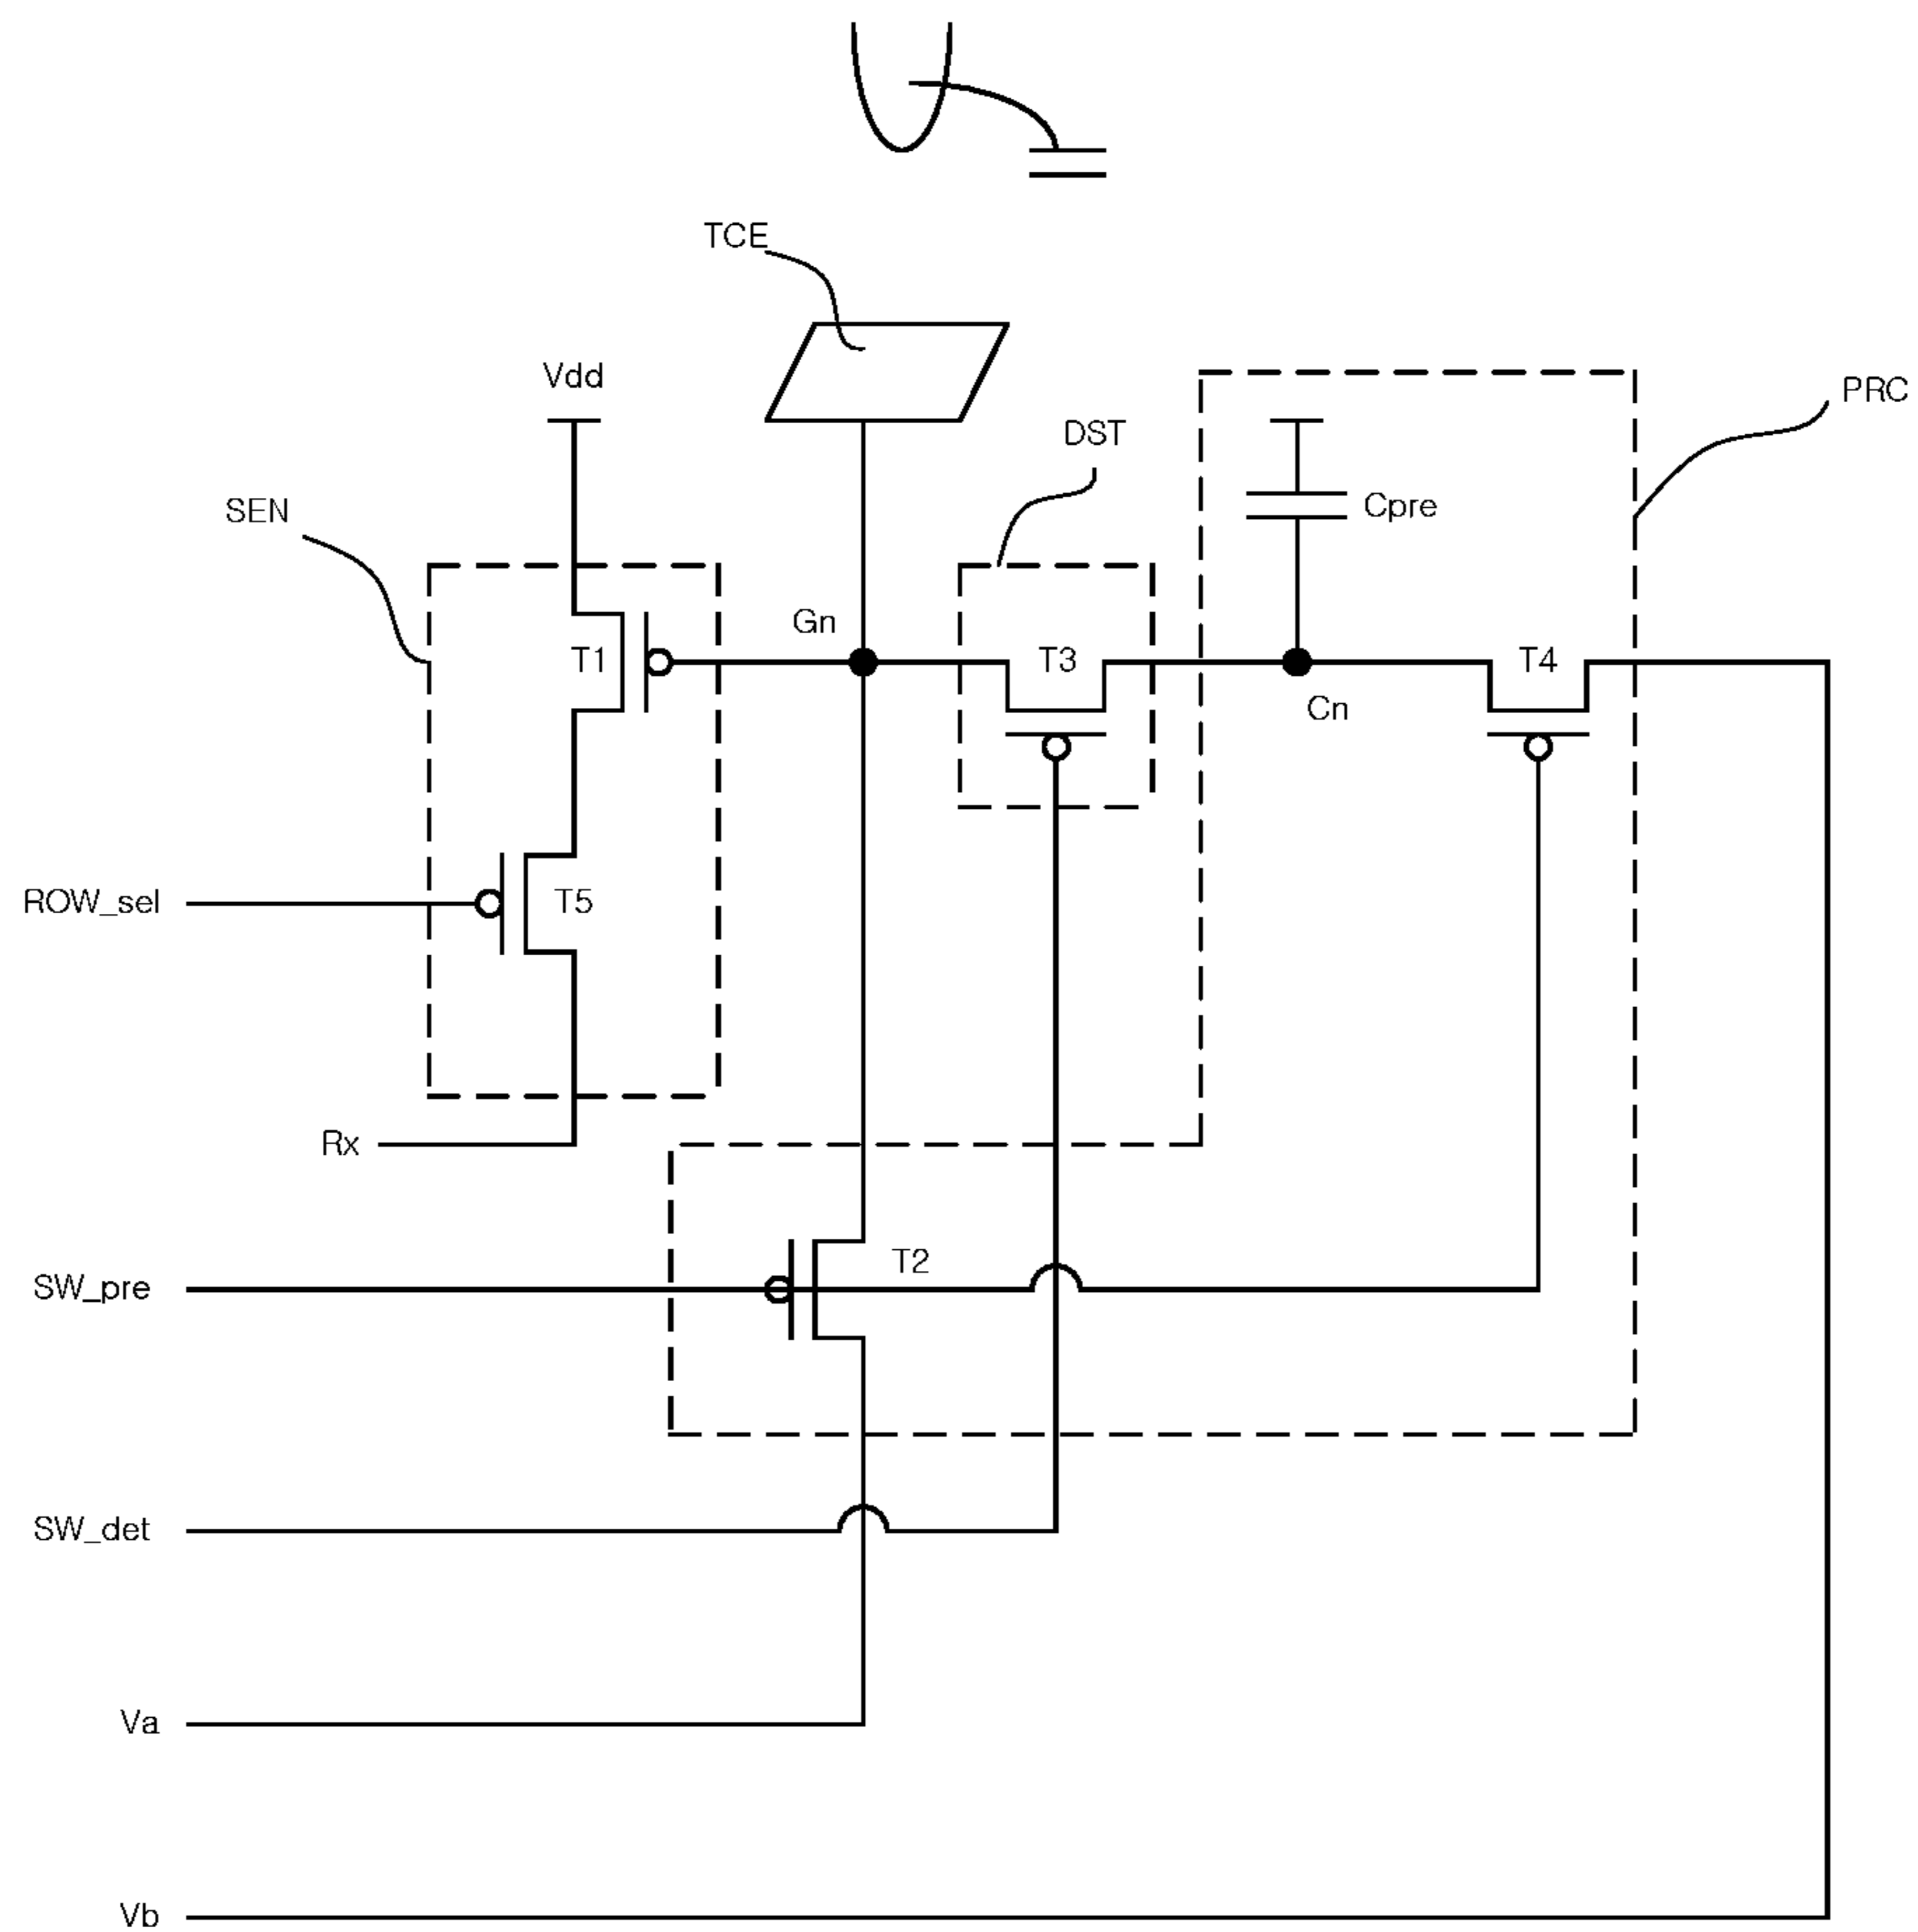 TCE
Vdd
PRC
DST
SEN
Cpre
Gn
T1
T3
T4
Cn
ROW_sel
T5
Rx
T2
SW_pre
SW_det
Va
Vb